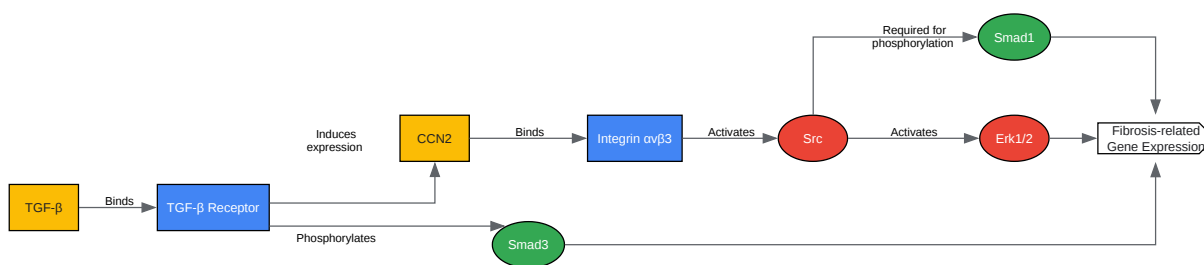 Required for
phosphorylation
Smad1
Induces
expression
CCN2
Binds
Integrin αvβ3
Activates
Src
Activates
Erk1/2
Fibrosis-related
Gene Expression
TGF-β
Binds
TGF-β Receptor
Phosphorylates
Smad3